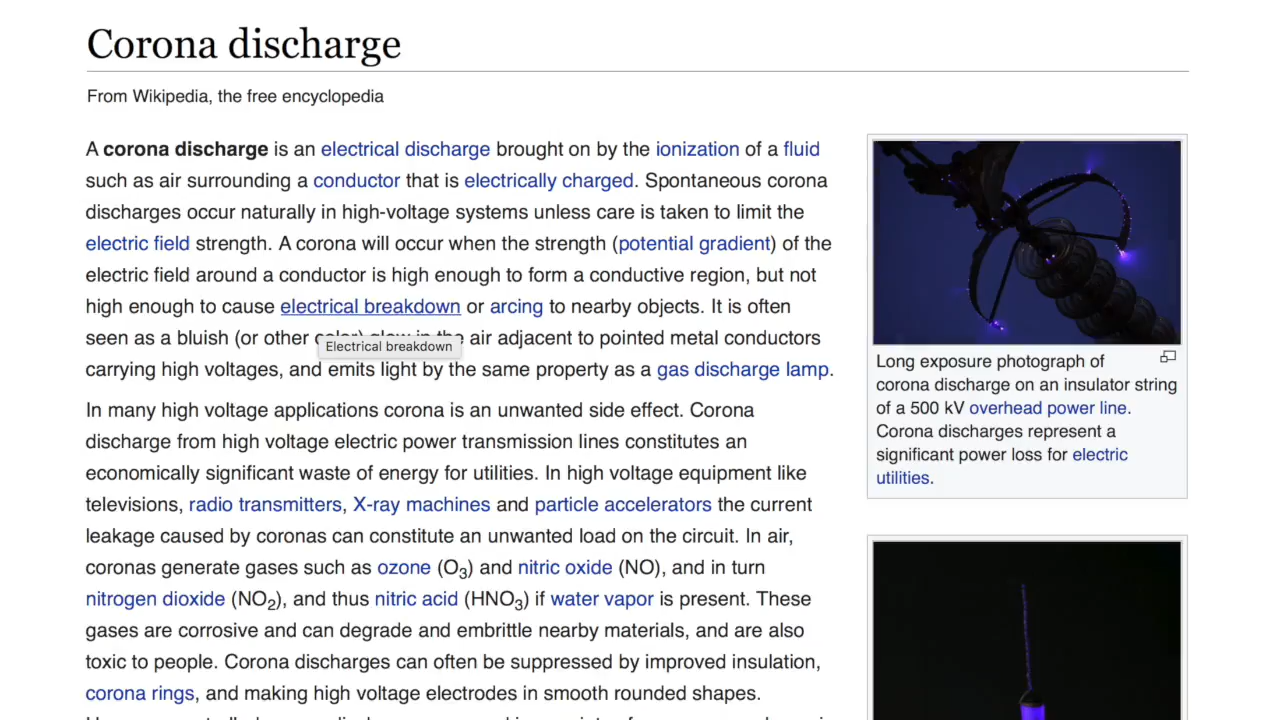 Corona discharge
From Wikipedia, the free encyclopedia
A corona discharge is an electrical discharge brought on by the ionization of a fluid
such as air surrounding a conductor that is electrically charged. Spontaneous corona
discharges occur naturally in high-voltage systems unless care is taken to limit the
electric field strength. A corona will occur when the strength (potential gradient) of the
electric field around a conductor is high enough to form a conductive region, but not
high enough to cause electrical breakdown or arcing to nearby objects. It is often
seen as a bluish (or other color) glow in the air adjacent to pointed metal conductors
Electrical breakdown
carrying high voltages, and emits light by the same property as a gas discharge lamp.
In many high voltage applications corona is an unwanted side effect. Corona
discharge from high voltage electric power transmission lines constitutes an
economically significant waste of energy for utilities. In high voltage equipment like
televisions, radio transmitters, X-ray machines and particle accelerators the current
leakage caused by coronas can constitute an unwanted load on the circuit. In air,
coronas generate gases such as ozone (O3) and nitric oxide (NO), and in turn
nitrogen dioxide (NO2), and thus nitric acid (HNO3) if water vapor is present. These
gases are corrosive and can degrade and embrittle nearby materials, and are also
toxic to people. Corona discharges can often be suppressed by improved insulation,
corona rings, and making high voltage electrodes in smooth rounded shapes.
Long exposure photograph of
corona discharge on an insulator string
of a 500 kV overhead power line.
Corona discharges represent a
significant power loss for electric
utilities.